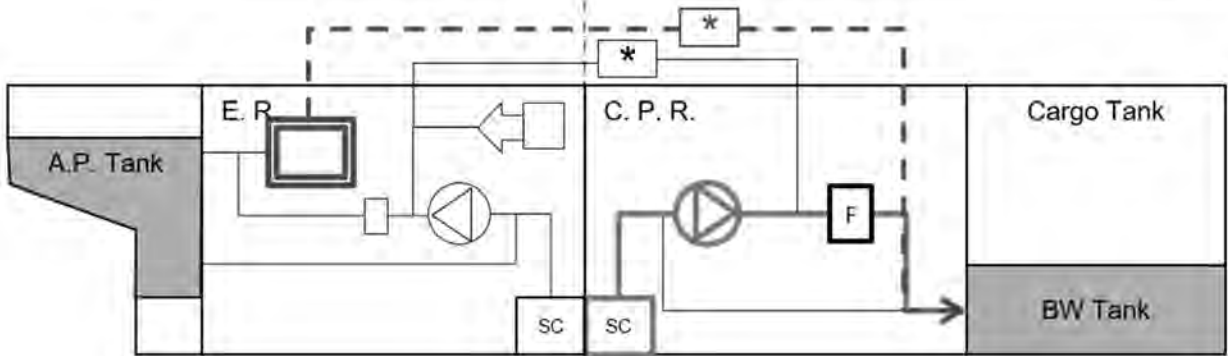 *
*
E. R.
C. P. R.
Cargo Tank
A.P. Tank
F
SC
SC
BW Tank